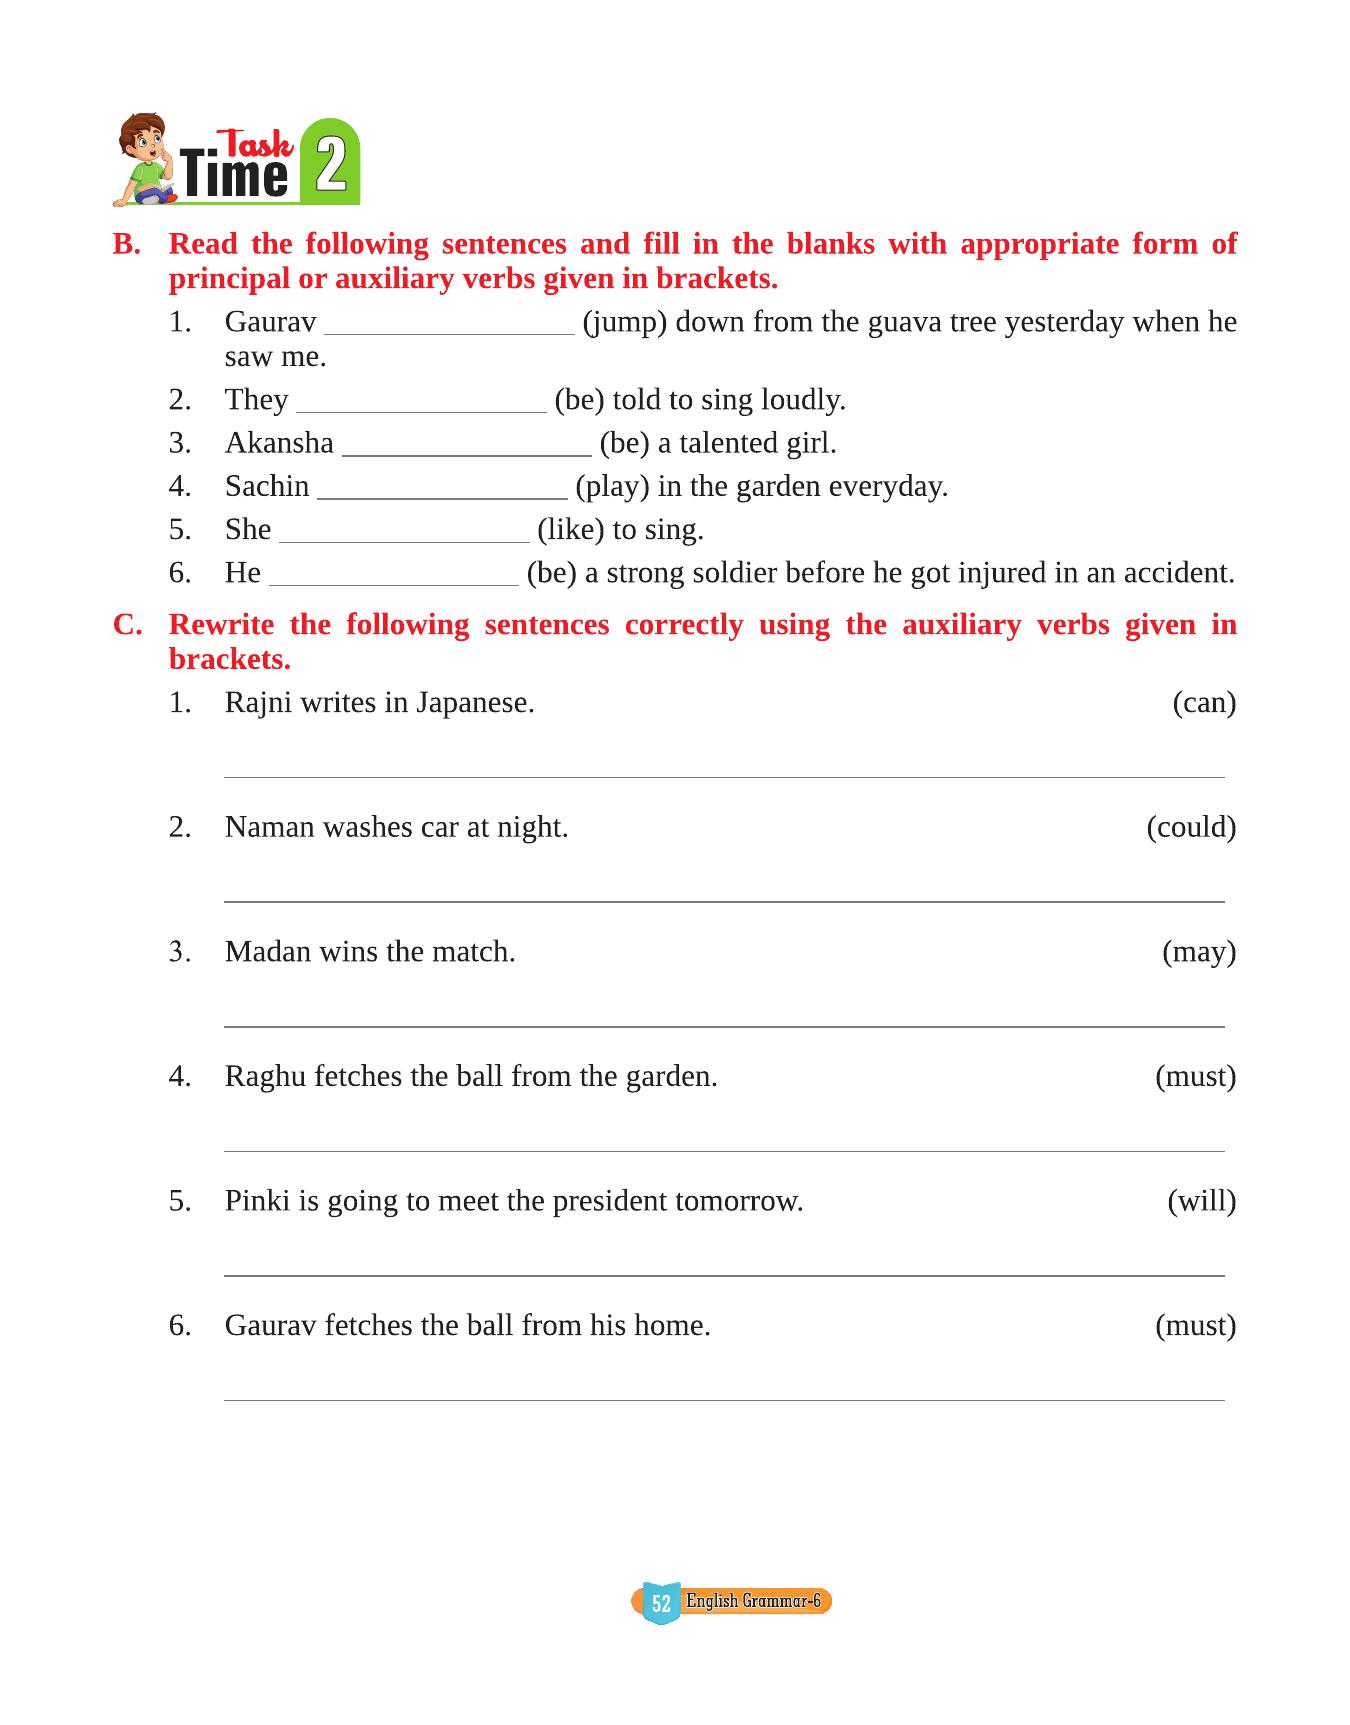 Task
Time 2
B. Read the following sentences and fill in the blanks with appropriate form of
principal or auxiliary verbs given in brackets.
1. Gaurav ________________ (jump) down from the guava tree yesterday when he
saw me.
2. They ________________ (be) told to sing loudly.
3. Akansha ________________ (be) a talented girl.
4. Sachin ________________ (play) in the garden everyday.
5. She ________________ (like) to sing.
6. He ________________ (be) a strong soldier before he got injured in an accident.
C. Rewrite the following sentences correctly using the auxiliary verbs given in
brackets.
1. Rajni writes in Japanese. (can)
2. Naman washes car at night. (could)
3. Madan wins the match. (may)
4. Raghu fetches the ball from the garden. (must)
5. Pinki is going to meet the president tomorrow. (will)
6. Gaurav fetches the ball from his home. (must)
52 English Grammar-6